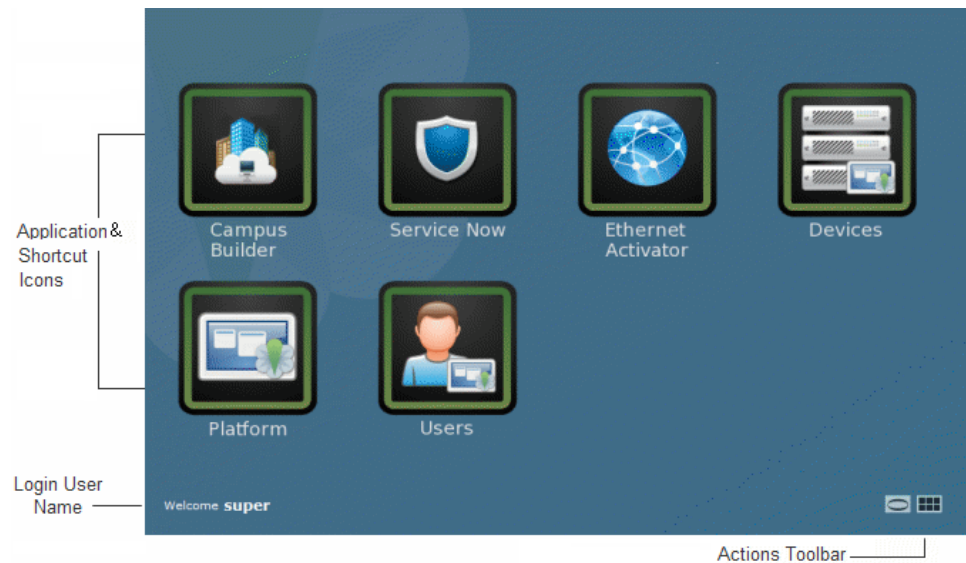 Campus
Builder
Service Now
Ethernet
Activator
Devices
Application &
Shortcut
Icons
Platform
Users
Login User
Name
Welcome super
Actions Toolbar